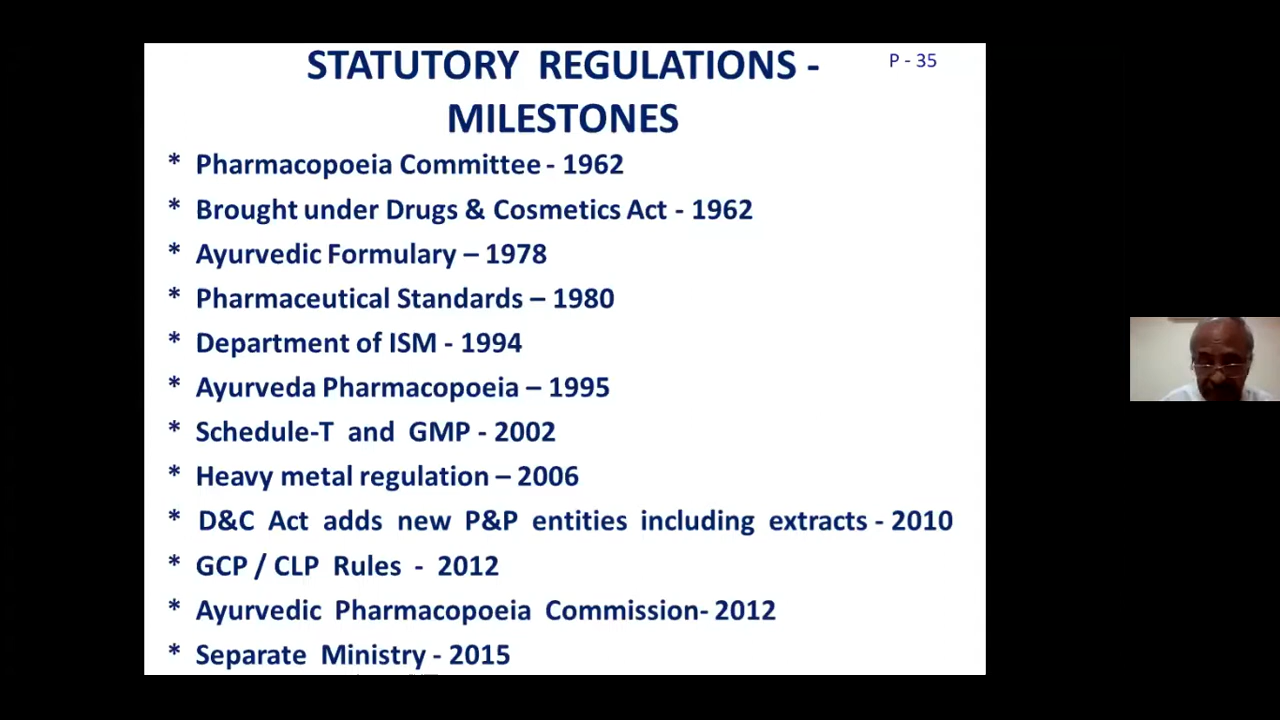 STATUTORY REGULATIONS -
MILESTONES
P - 35
* Pharmacopoeia Committee - 1962
* Brought under Drugs & Cosmetics Act - 1962
* Ayurvedic Formulary – 1978
* Pharmaceutical Standards – 1980
* Department of ISM - 1994
* Ayurveda Pharmacopoeia – 1995
* Schedule-T and GMP - 2002
* Heavy metal regulation – 2006
* D&C Act adds new P&P entities including extracts - 2010
* GCP / CLP Rules - 2012
* Ayurvedic Pharmacopoeia Commission- 2012
* Separate Ministry - 2015